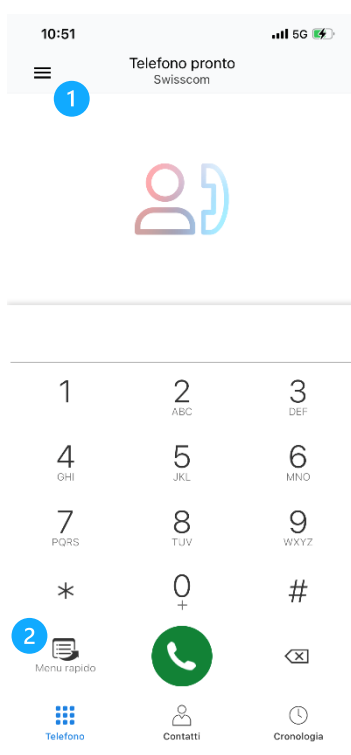 10:51
5G
Telefono pronto
Swisscom
1
1
2
3
ABC
DEF
4
5
6
GHI
JKL
MNO
7
8
9
PQRS
TUV
WXYZ
*
0
#
+
2
Menu rapido
Telefono
Contatti
Cronologia